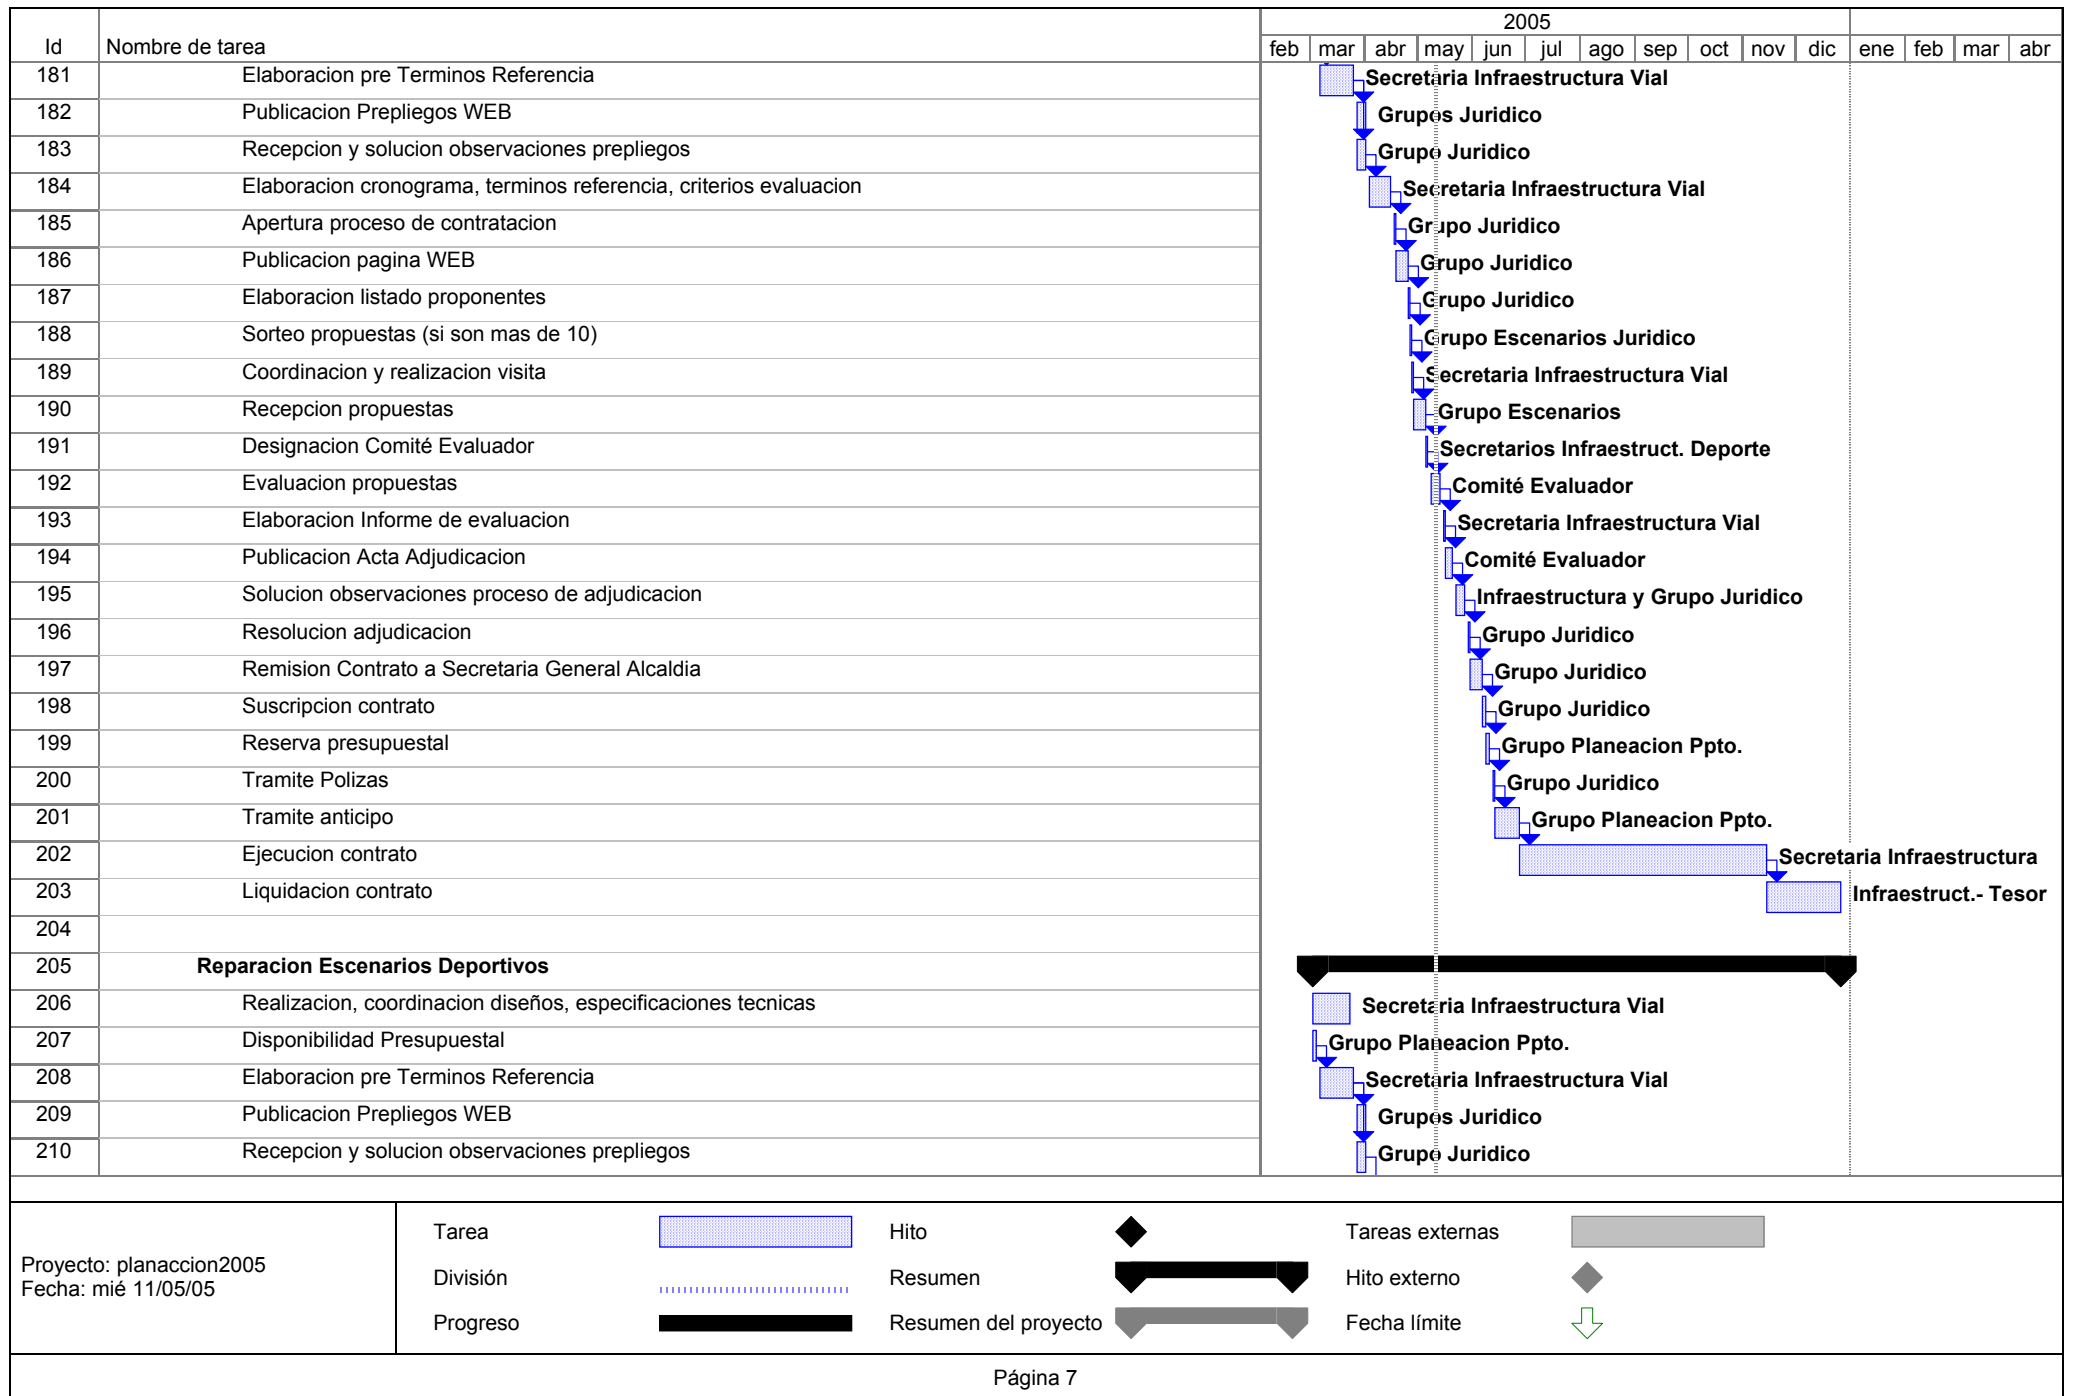 2005
Id Nombre de tarea feb mar abr may jun jul ago sep oct nov dic ene feb mar abr
181 Elaboracion pre Terminos Referencia Secretaria Infraestructura Vial
182 Publicacion Prepliegos WEB Grupos Juridico
183 Recepcion y solucion observaciones prepliegos Grupo Juridico
184 Elaboracion cronograma, terminos referencia, criterios evaluacion Secretaria Infraestructura Vial
185 Apertura proceso de contratacion Grupo Juridico
186 Publicacion pagina WEB Grupo Juridico
187 Elaboracion listado proponentes Grupo Juridico
188 Sorteo propuestas (si son mas de 10) Grupo Escenarios Juridico
189 Coordinacion y realizacion visita Secretaria Infraestructura Vial
190 Recepcion propuestas Grupo Escenarios
191 Designacion Comité Evaluador Secretarios Infraestruct. Deporte
192 Evaluacion propuestas Comité Evaluador
193 Elaboracion Informe de evaluacion Secretaria Infraestructura Vial
194 Publicacion Acta Adjudicacion Comité Evaluador
195 Solucion observaciones proceso de adjudicacion Infraestructura y Grupo Juridico
196 Resolucion adjudicacion Grupo Juridico
197 Remision Contrato a Secretaria General Alcaldia Grupo Juridico
198 Suscripcion contrato Grupo Juridico
199 Reserva presupuestal Grupo Planeacion Ppto.
200 Tramite Polizas Grupo Juridico
201 Tramite anticipo Grupo Planeacion Ppto.
202 Ejecucion contrato Secretaria Infraestructura
203 Liquidacion contrato Infraestruct.- Tesor
204
205 Reparacion Escenarios Deportivos
206 Realizacion, coordinacion diseños, especificaciones tecnicas Secretaria Infraestructura Vial
207 Disponibilidad Presupuestal Grupo Planeacion Ppto.
208 Elaboracion pre Terminos Referencia Secretaria Infraestructura Vial
209 Publicacion Prepliegos WEB Grupos Juridico
210 Recepcion y solucion observaciones prepliegos Grupo Juridico
Proyecto: planaccion2005
Fecha: mié 11/05/05
Tarea Hito Tareas externas
División Resumen Hito externo
Progreso Resumen del proyecto Fecha límite
Página 7